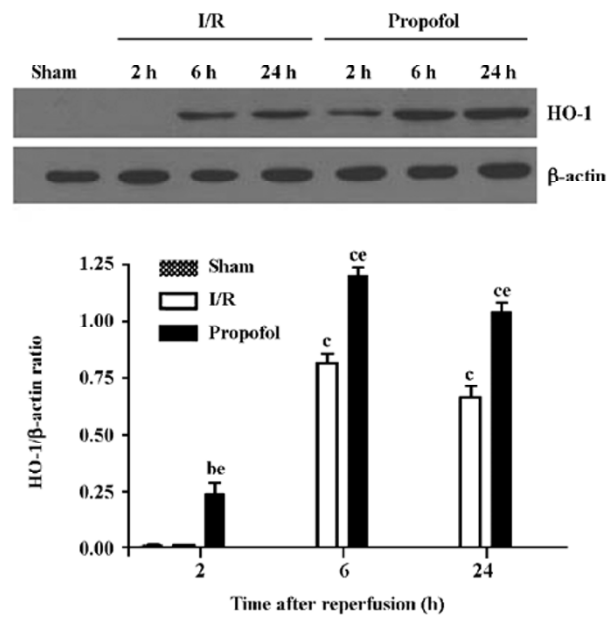 I/R Propofol
Sham 2 h 6 h 24 h 2 h 6 h 24 h
HO-1
β-actin
1.25
1.00
0.75
0.50
0.25
0.00
HO-1/β-actin ratio
Sham
I/R
Propofol
be
c
ce
c
ce
2 6 24
Time after reperfusion (h)